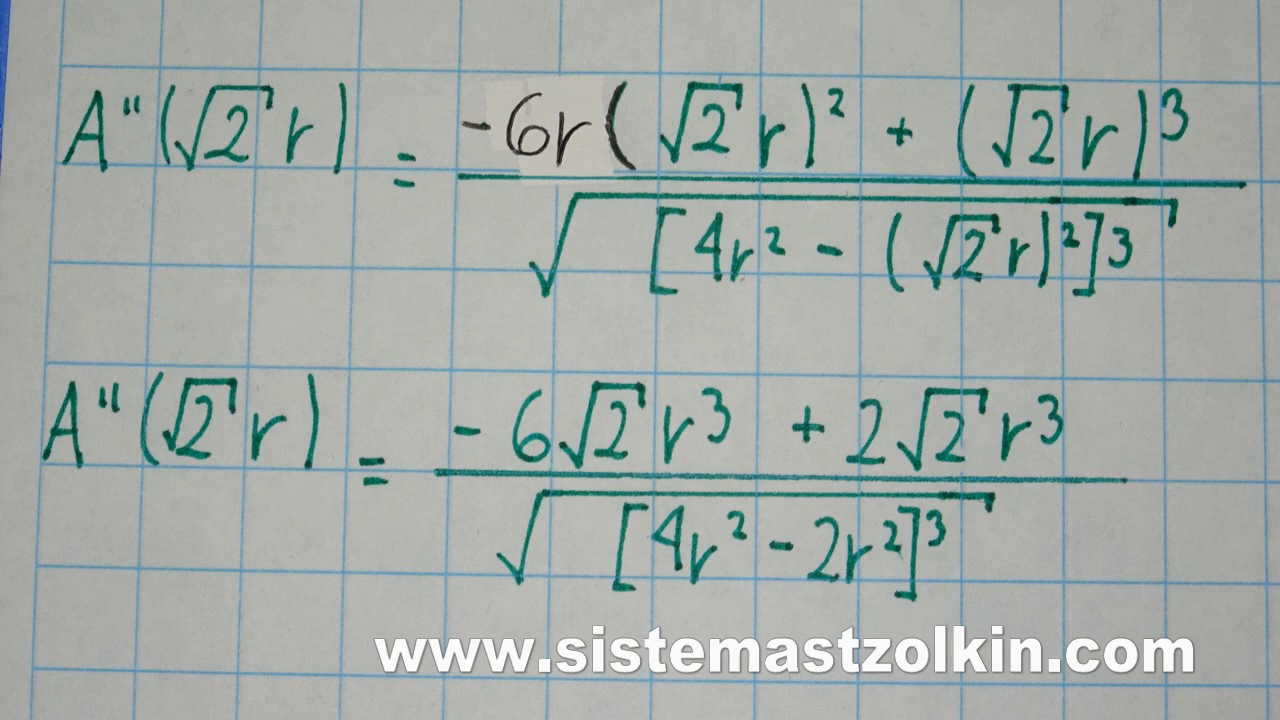 A"(√2 r) = -6r(√2 r)² + (√2 r)³ / √[4r² - (√2 r)²]³
A"(√2 r) = -6√2 r³ + 2√2 r³ / √[4r² - 2r²]³
www.sistemastzolkin.com